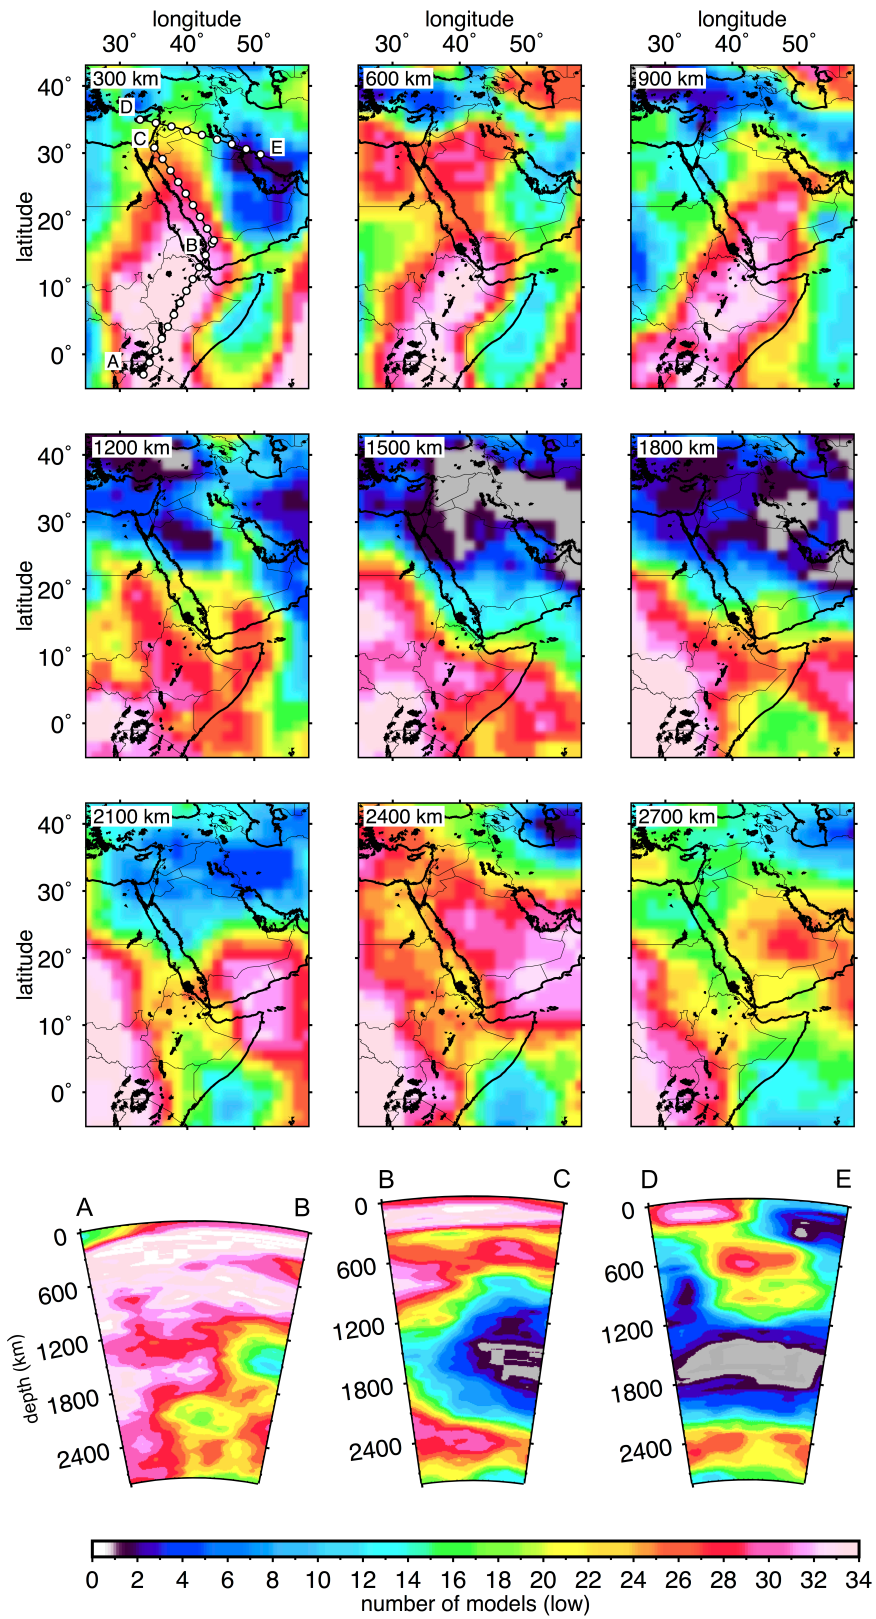 longitude longitude longitude
30° 40° 50° 30° 40° 50° 30° 40° 50°
40° 300 km 600 km 900 km
D
C E
30°
latitude 20°
B
10°
0° A
40° 1200 km 1500 km 1800 km
30°
latitude 20°
10°
0°
40° 2100 km 2400 km 2700 km
30°
latitude 20°
10°
0°
A B B C D E
0 0 0
600 600 600
1200 1200 1200
depth (km)
1800 1800 1800
2400 2400 2400
0 2 4 6 8 10 12 14 16 18 20 22 24 26 28 30 32 34
number of models (low)